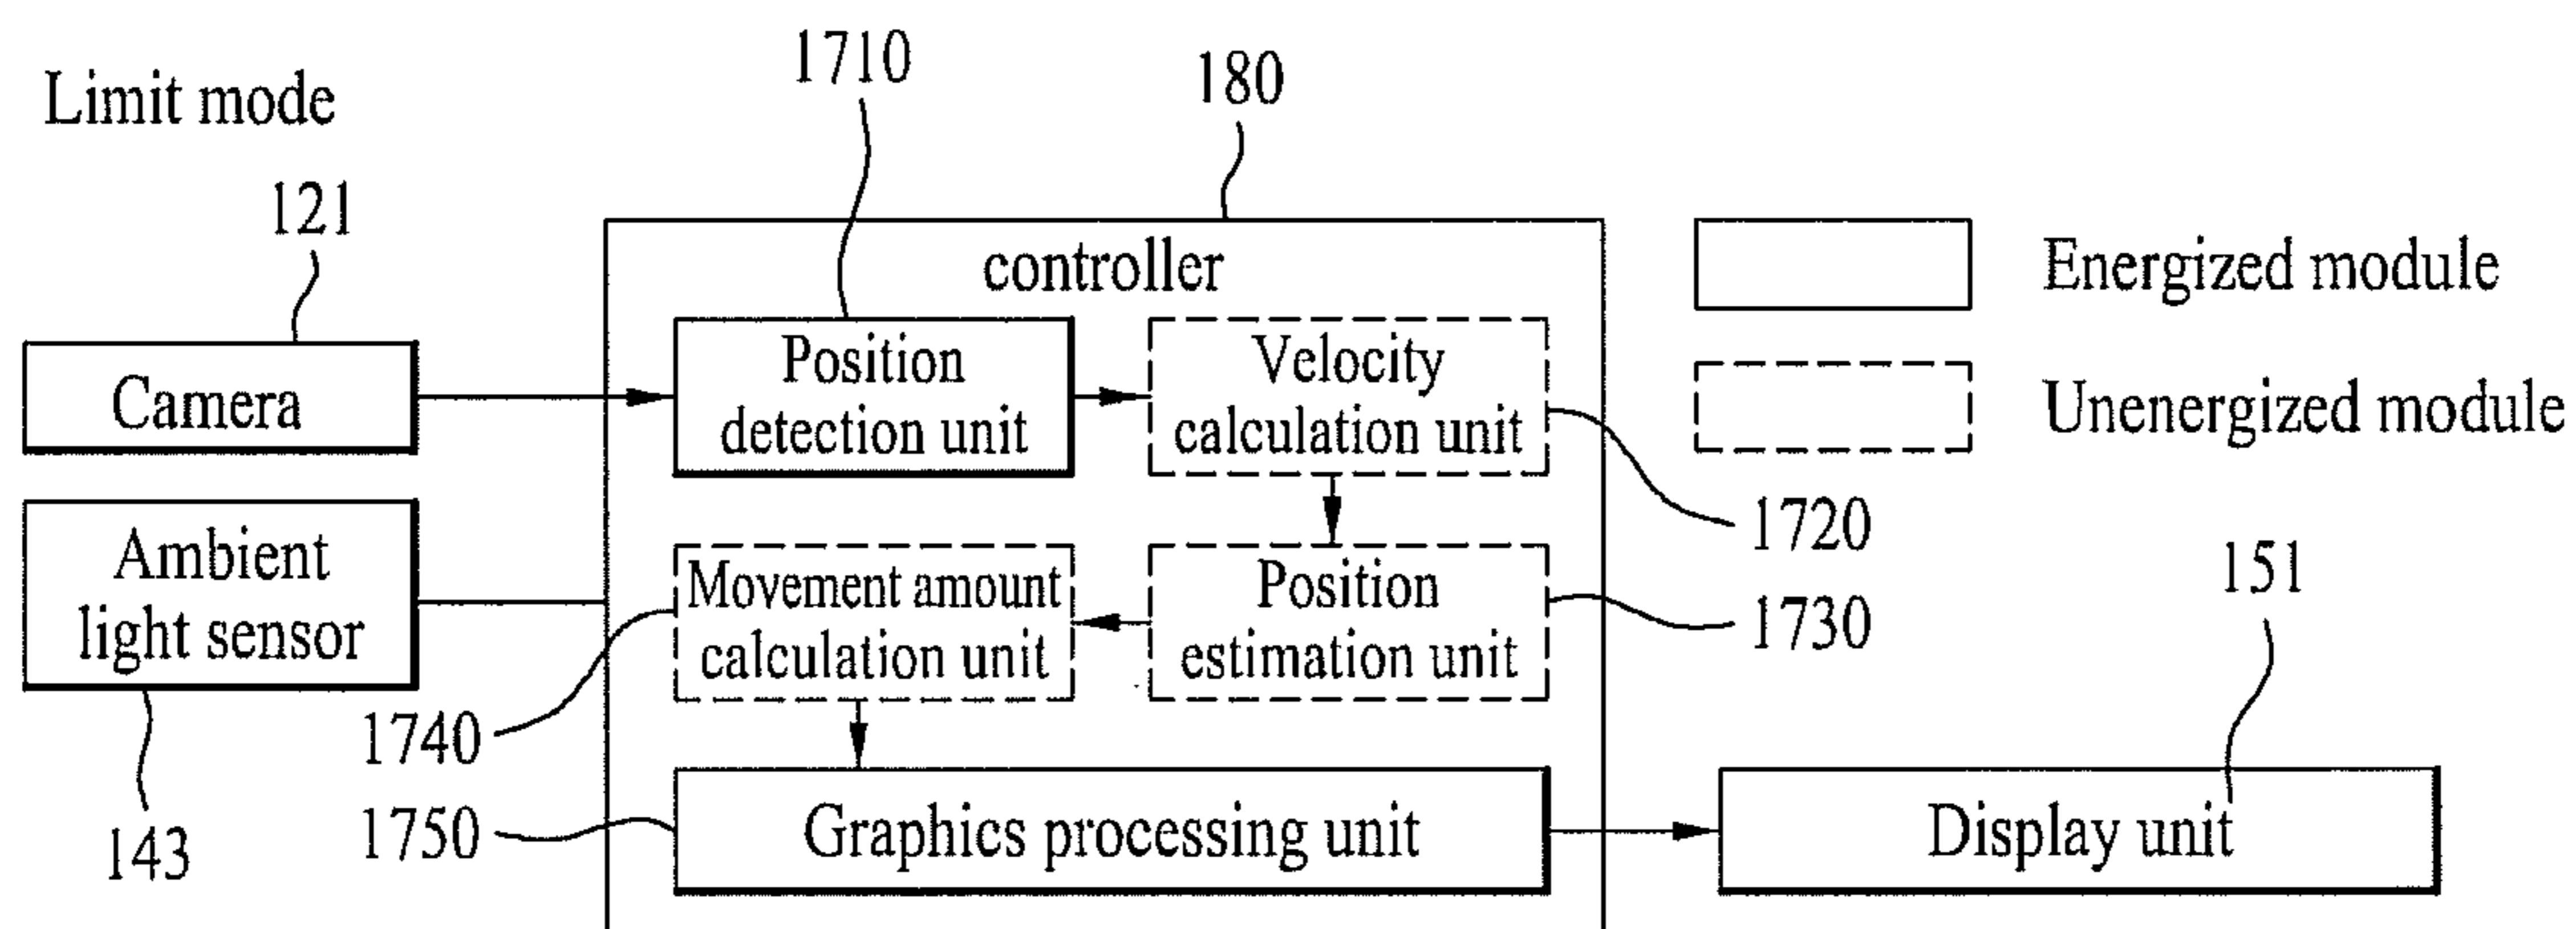 Limit mode
1710
180
121
controller
Energized module
Camera
Position
detection unit
Velocity
calculation unit
Unenergized module
Ambient
light sensor
Movement amount
calculation unit
Position
estimation unit
1720
1730
151
1740
1750
143
Graphics processing unit
Display unit